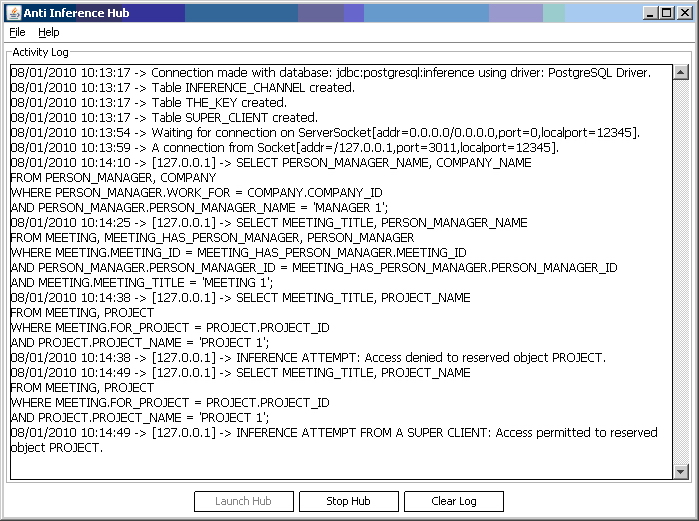 Anti Inference Hub
File Help
Activity Log
08/01/2010 10:13:17 -> Connection made with database: jdbc:postgresql:inference using driver: PostgreSQL Driver.
08/01/2010 10:13:17 -> Table INFERENCE_CHANNEL created.
08/01/2010 10:13:17 -> Table THE_KEY created.
08/01/2010 10:13:17 -> Table SUPER_CLIENT created.
08/01/2010 10:13:54 -> Waiting for connection on ServerSocket[addr=0.0.0.0/0.0.0.0,port=0,localport=12345].
08/01/2010 10:13:59 -> A connection from Socket[addr=/127.0.0.1,port=3011,localport=12345].
08/01/2010 10:14:10 -> [127.0.0.1] -> SELECT PERSON_MANAGER_NAME, COMPANY_NAME
FROM PERSON_MANAGER, COMPANY
WHERE PERSON_MANAGER.WORK_FOR = COMPANY.COMPANY_ID
AND PERSON_MANAGER.PERSON_MANAGER_NAME = 'MANAGER 1';
08/01/2010 10:14:25 -> [127.0.0.1] -> SELECT MEETING_TITLE, PERSON_MANAGER_NAME
FROM MEETING, MEETING_HAS_PERSON_MANAGER, PERSON_MANAGER
WHERE MEETING.MEETING_ID = MEETING_HAS_PERSON_MANAGER.MEETING_ID
AND PERSON_MANAGER.PERSON_MANAGER_ID = MEETING_HAS_PERSON_MANAGER.PERSON_MANAGER_ID
AND MEETING.MEETING_TITLE = 'MEETING 1';
08/01/2010 10:14:38 -> [127.0.0.1] -> SELECT MEETING_TITLE, PROJECT_NAME
FROM MEETING, PROJECT
WHERE MEETING.FOR_PROJECT = PROJECT.PROJECT_ID
AND PROJECT.PROJECT_NAME = 'PROJECT 1';
08/01/2010 10:14:38 -> [127.0.0.1] -> INFERENCE ATTEMPT: Access denied to reserved object PROJECT.
08/01/2010 10:14:49 -> [127.0.0.1] -> SELECT MEETING_TITLE, PROJECT_NAME
FROM MEETING, PROJECT
WHERE MEETING.FOR_PROJECT = PROJECT.PROJECT_ID
AND PROJECT.PROJECT_NAME = 'PROJECT 1';
08/01/2010 10:14:49 -> [127.0.0.1] -> INFERENCE ATTEMPT FROM A SUPER CLIENT: Access permitted to reserved
object PROJECT.
Launch Hub Stop Hub Clear Log